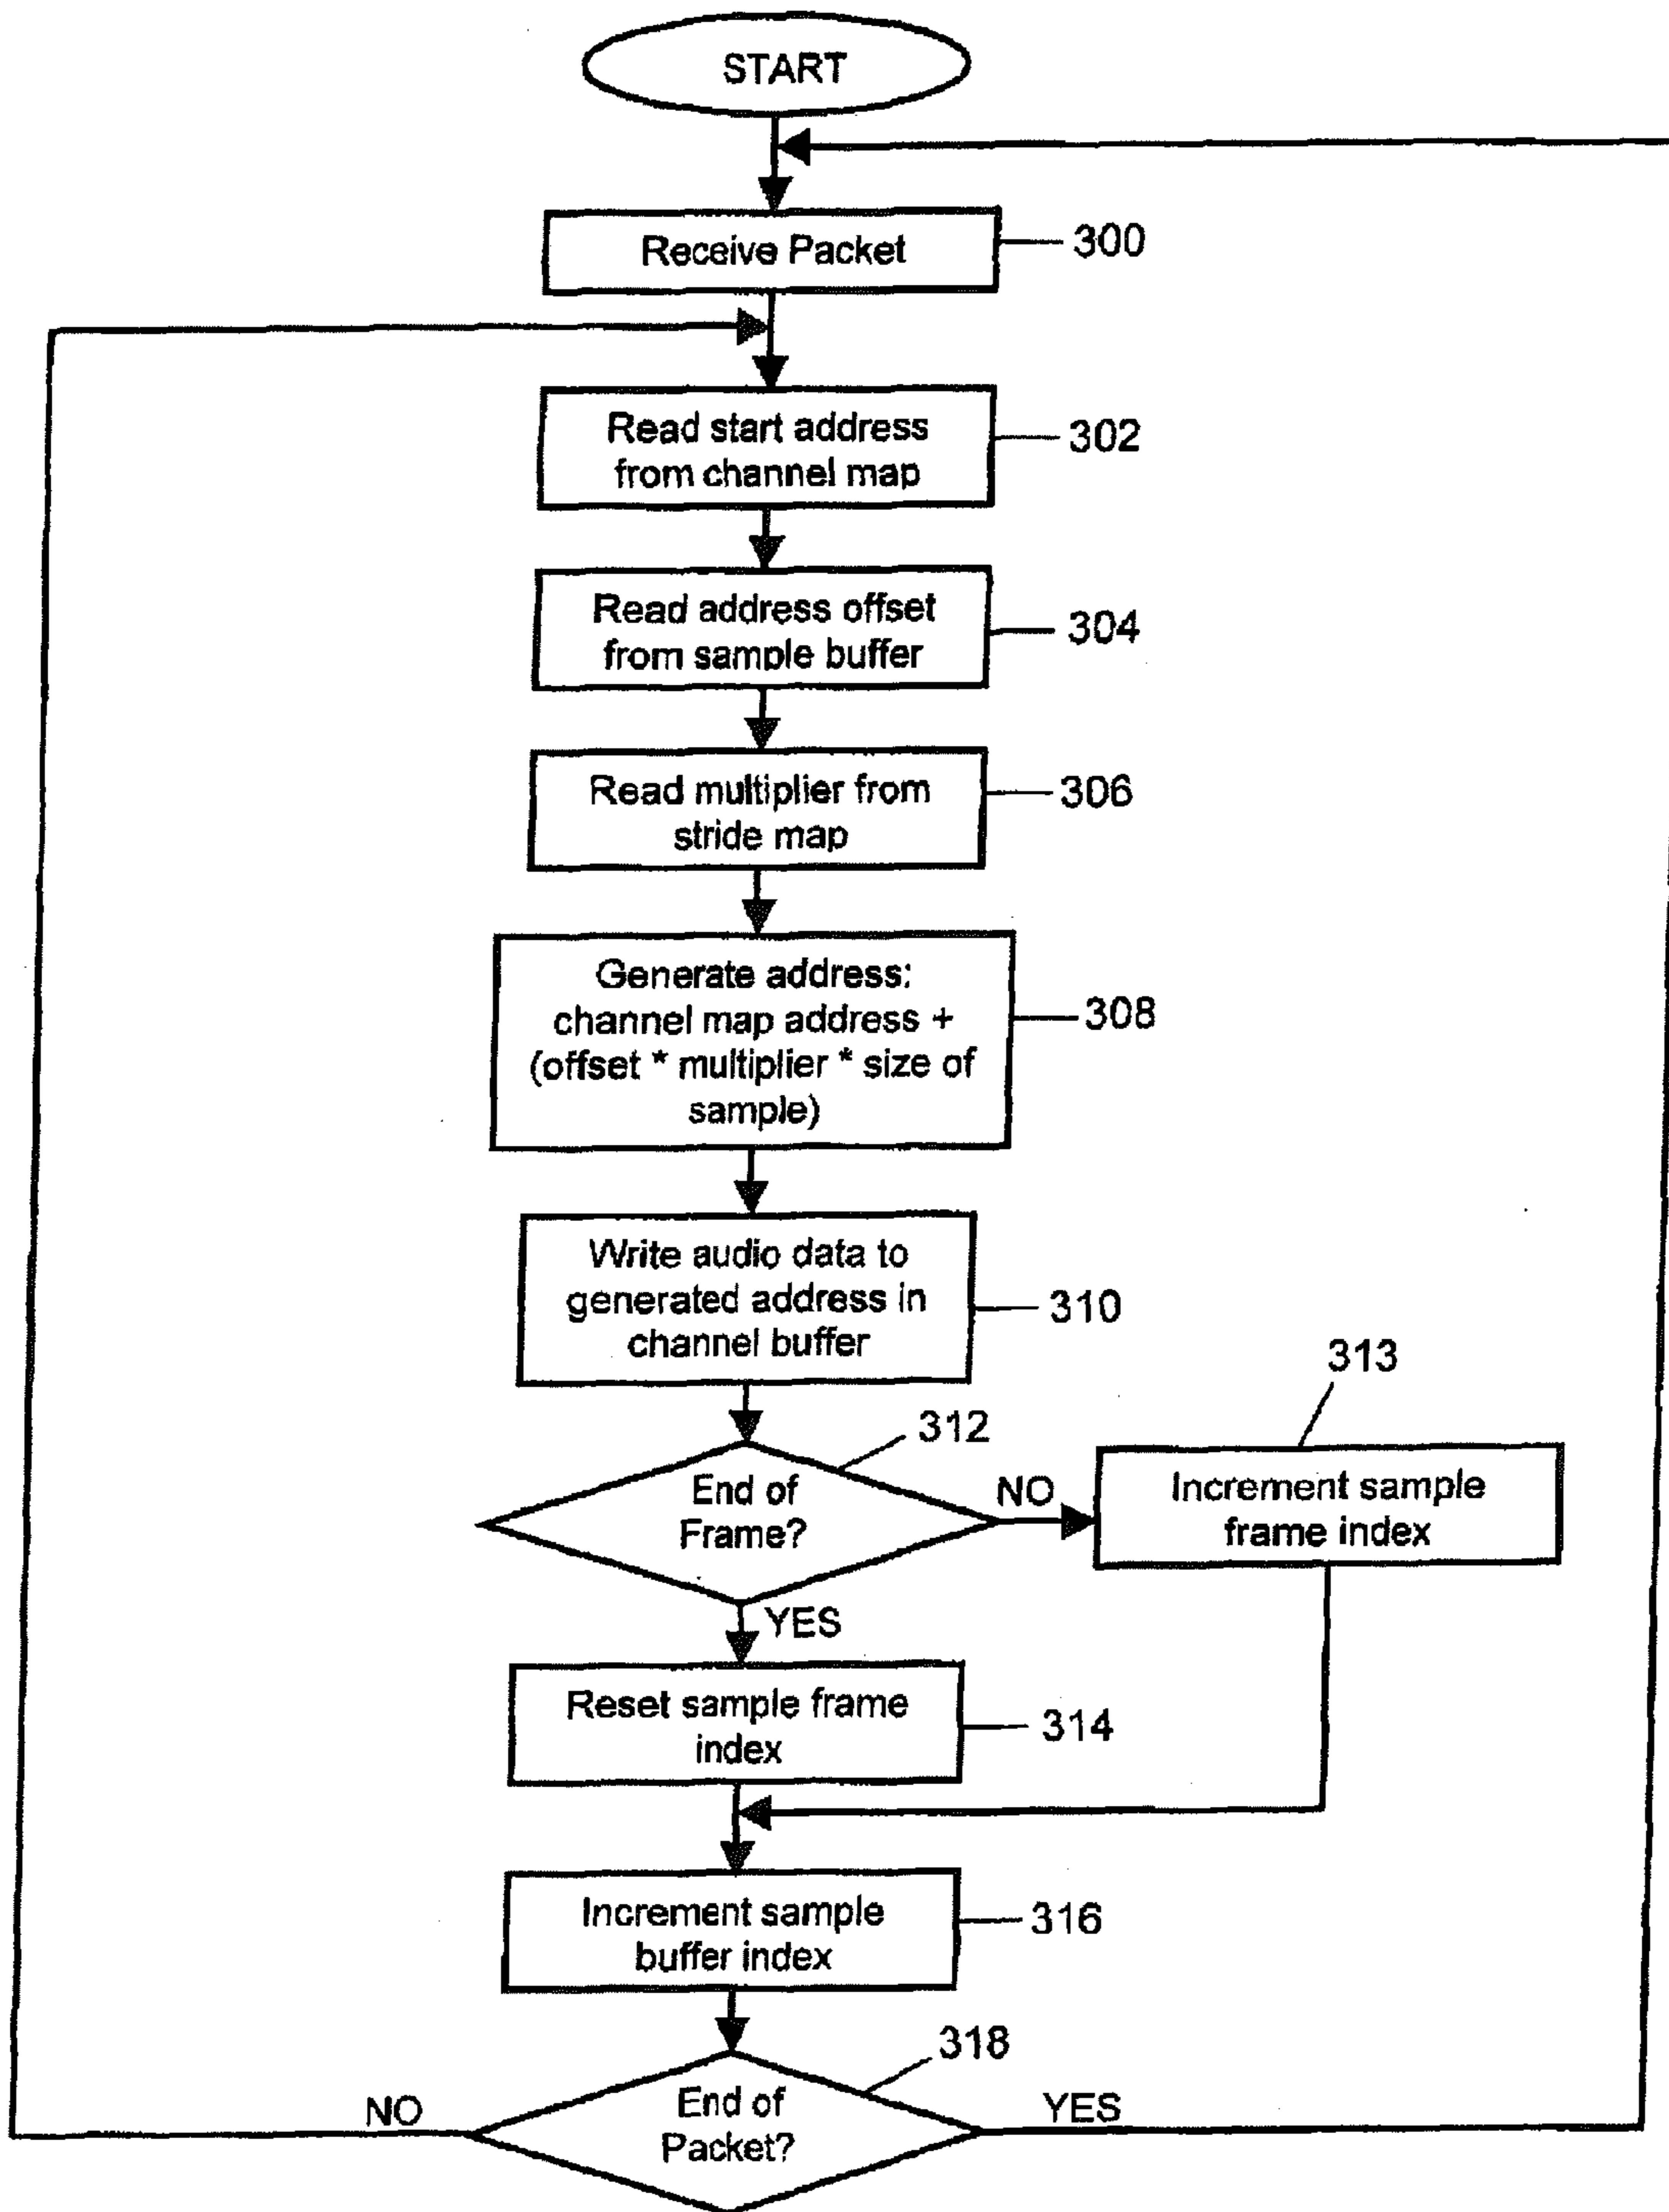 START
Receive Packet
300
Read start address
from channel map
302
Read address offset
from sample buffer
304
Read multiplier from
stride map
306
Generate address:
channel map address +
(offset * multiplier * size of
sample)
308
Write audio data to
generated address in
channel buffer
310
312
End of
Frame?
NO
313
Increment sample
frame index
YES
Reset sample frame
index
314
Increment sample
buffer index
316
318
End of
Packet?
NO
YES